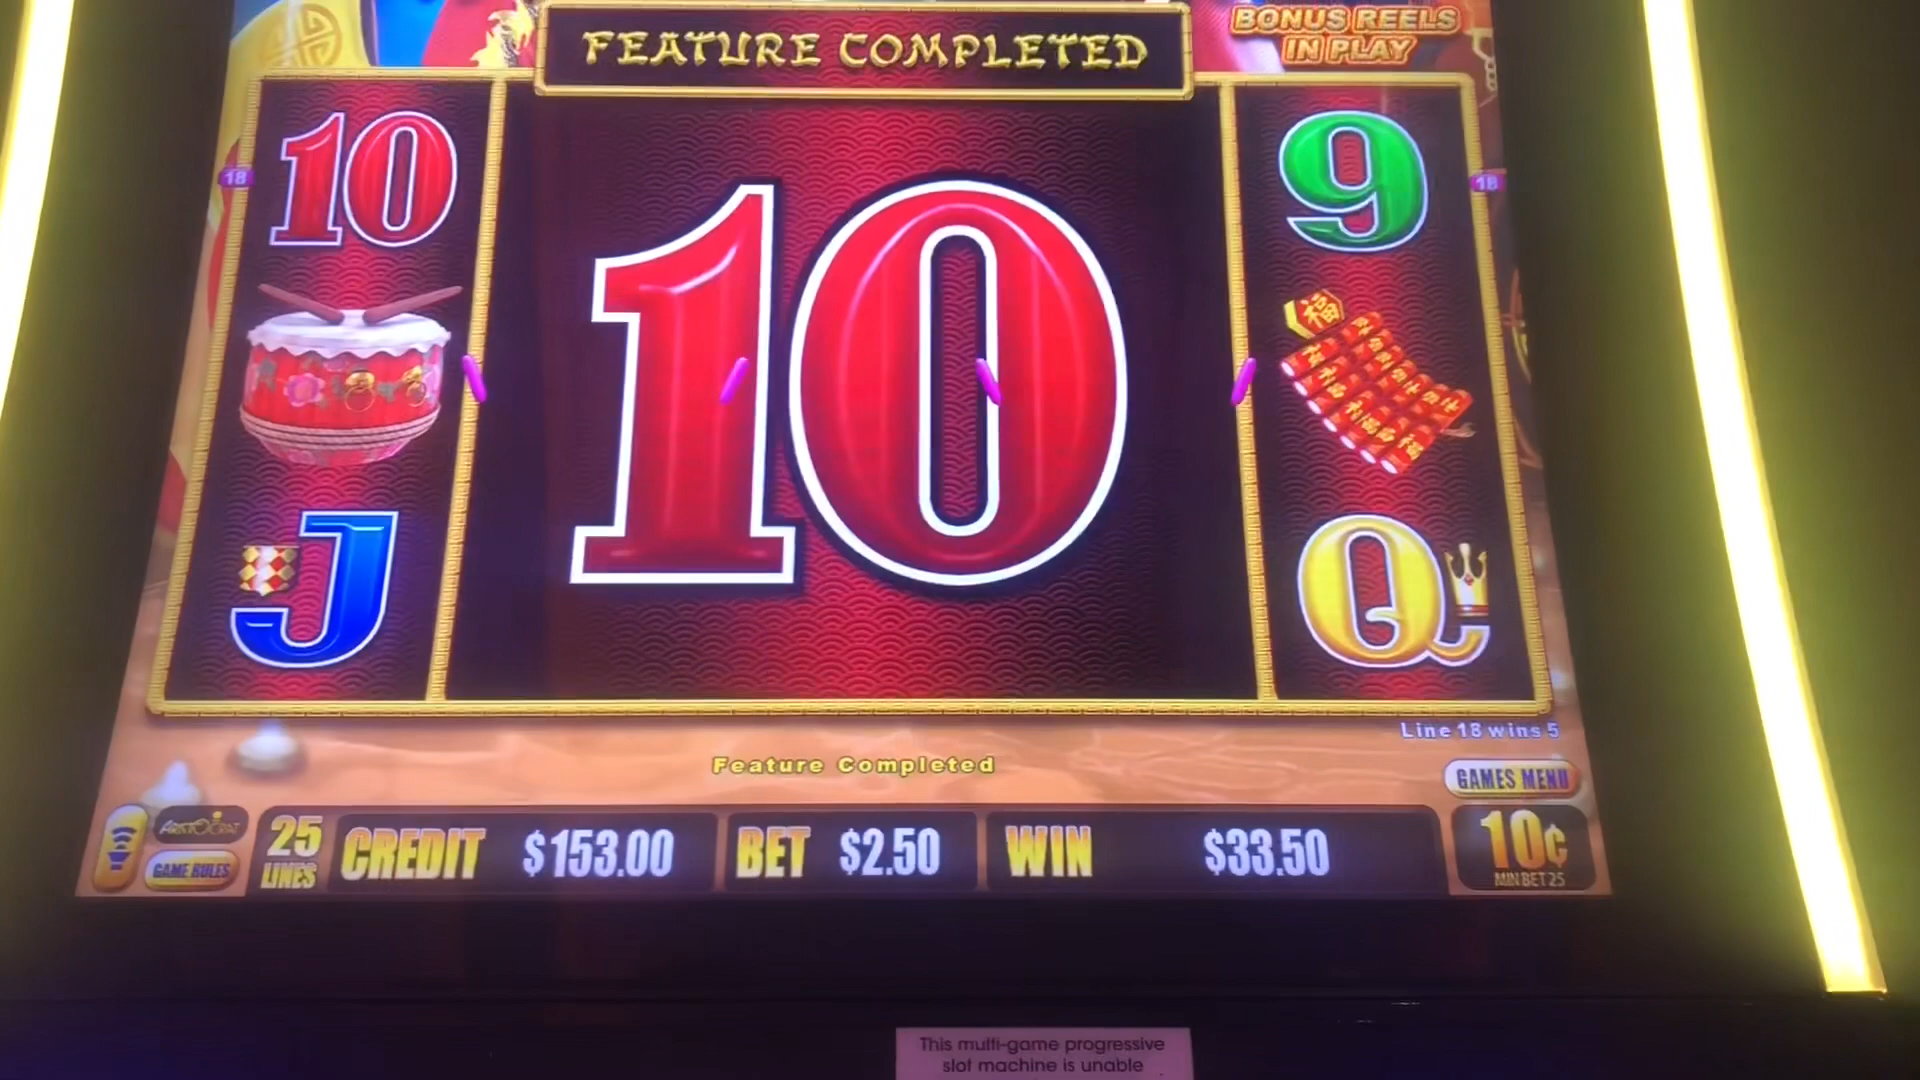 BONUS REELS
IN PLAY
FEATURE COMPLETED
10
9
18
18
10
福
J
Q
Line 18 wins 5
Feature Completed
GAMES MENU
ARISTOCRAT
GAME RULES
25
LINES
CREDIT $153.00
BET $2.50
WIN $33.50
10¢
MIN BET 25
This multi-game progressive
slot machine is unable